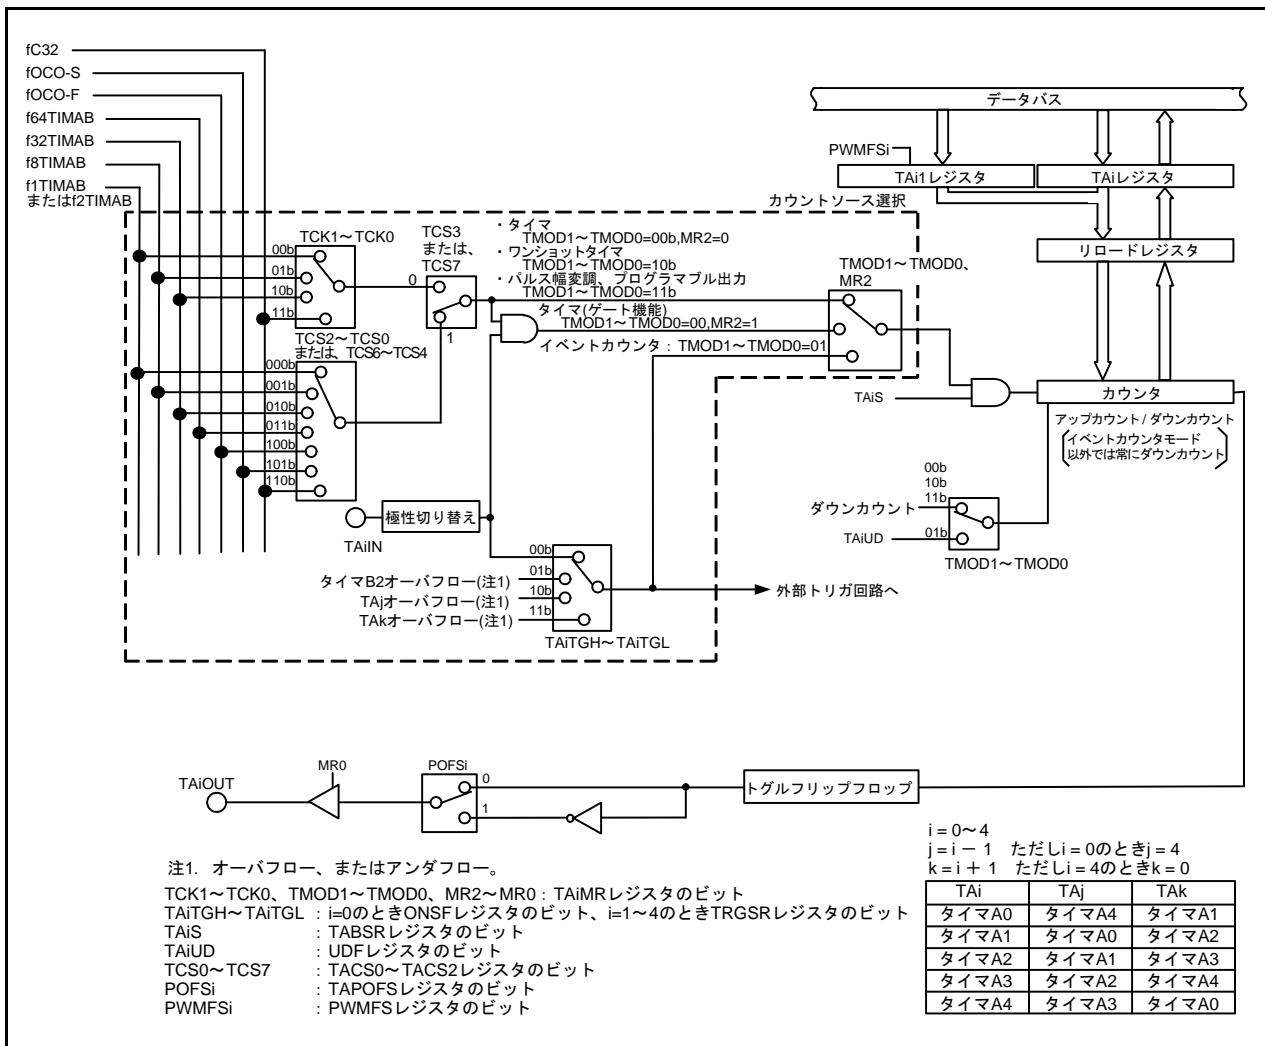 fC32
fOCO-S
fOCO-F
f64TIMAB
f32TIMAB
f8TIMAB
f1TIMAB
またはf2TIMAB
データバス
PWMFSi
TAi1レジスタ
TAiレジスタ
リロードレジスタ
カウントソース選択
TCK1～TCK0
00b
01b
10b
11b
TCS3
または、
TCS7
0
1
・タイマ
TMOD1～TMOD0=00b,MR2=0
・ワンショットタイマ
TMOD1～TMOD0=10b
・パルス幅変調、プログラマブル出力
TMOD1～TMOD0=11b
タイマ(ゲート機能)
TMOD1～TMOD0=00,MR2=1
イベントカウンタ：TMOD1～TMOD0=01
TMOD1～TMOD0、
MR2
TCS2～TCS0
または、TCS6～TCS4
000b
001b
010b
011b
100b
101b
110b
TAiS
カウンタ
アップカウント / ダウンカウント
イベントカウンタモード
以外では常にダウンカウント
00b
10b
11b
ダウンカウント
TAiUD
01b
TMOD1～TMOD0
TAiIN
極性切り替え
00b
タイマB2オーバフロー(注1)
01b
TAjオーバフロー(注1)
10b
TAkオーバフロー(注1)
11b
TAiTGH～TAiTGL
外部トリガ回路へ
TAiOUT
MR0
POFSi
0
1
トグルフリップフロップ
注1. オーバフロー、またはアンダフロー。
TCK1～TCK0、TMOD1～TMOD0、MR2～MR0 : TAiMRレジスタのビット
TAiTGH～TAiTGL : i=0のときONSFレジスタのビット、i=1～4のときTRGSRレジスタのビット
TAiS : TABSRレジスタのビット
TAiUD : UDFレジスタのビット
TCS0～TCS7 : TACS0～TACS2レジスタのビット
POFSi : TAPOFSレジスタのビット
PWMFSi : PWMFSレジスタのビット
i = 0～4
j = i － 1 ただしi = 0のときj = 4
k = i ＋ 1 ただしi = 4のときk = 0
TAi TAj TAk
タイマA0 タイマA4 タイマA1
タイマA1 タイマA0 タイマA2
タイマA2 タイマA1 タイマA3
タイマA3 タイマA2 タイマA4
タイマA4 タイマA3 タイマA0